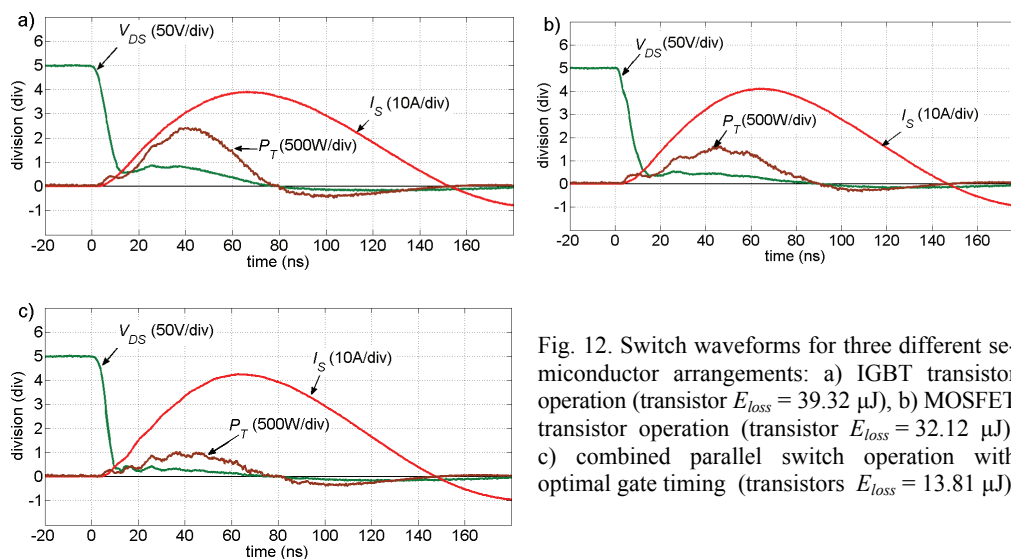 a)
V_DS (50V/div)
I_S (10A/div)
P_T (500W/div)
division (div)
6
5
4
3
2
1
0
-1
-20 0 20 40 60 80 100 120 140 160
time (ns)
b)
V_DS (50V/div)
I_S (10A/div)
P_T (500W/div)
division (div)
6
5
4
3
2
1
0
-1
-20 0 20 40 60 80 100 120 140 160
time (ns)
c)
V_DS (50V/div)
I_S (10A/div)
P_T (500W/div)
division (div)
6
5
4
3
2
1
0
-1
-20 0 20 40 60 80 100 120 140 160
time (ns)
Fig. 12. Switch waveforms for three different se-
miconductor arrangements: a) IGBT transistor
operation (transistor E_loss = 39.32 µJ), b) MOSFET
transistor operation (transistor E_loss = 32.12 µJ)
c) combined parallel switch operation with
optimal gate timing (transistors E_loss = 13.81 µJ)